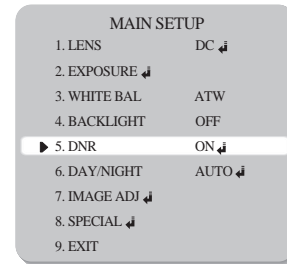 MAIN SETUP
1. LENS DC ↲
2. EXPOSURE ↲
3. WHITE BAL ATW
4. BACKLIGHT OFF
▶ 5. DNR ON ↲
6. DAY/NIGHT AUTO ↲
7. IMAGE ADJ ↲
8. SPECIAL ↲
9. EXIT